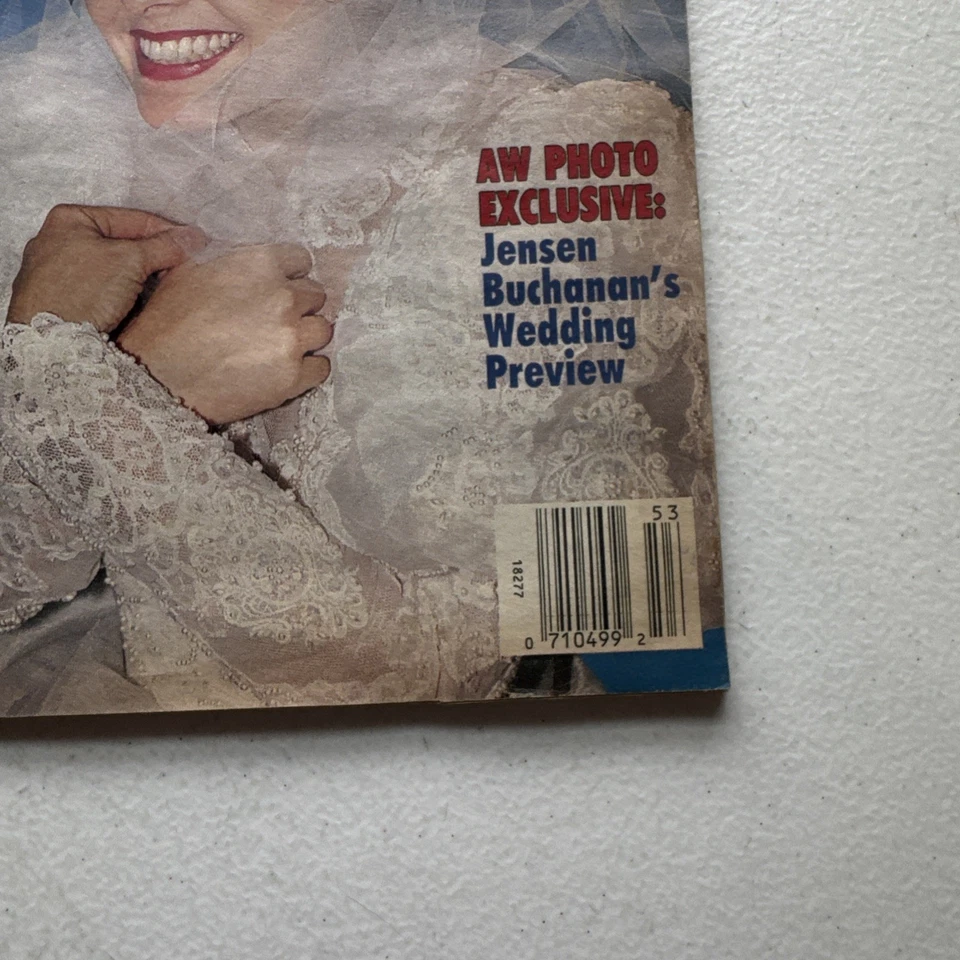 AW PHOTO
EXCLUSIVE:
Jensen
Buchanan's
Wedding
Preview
53
18277
0 710499 2